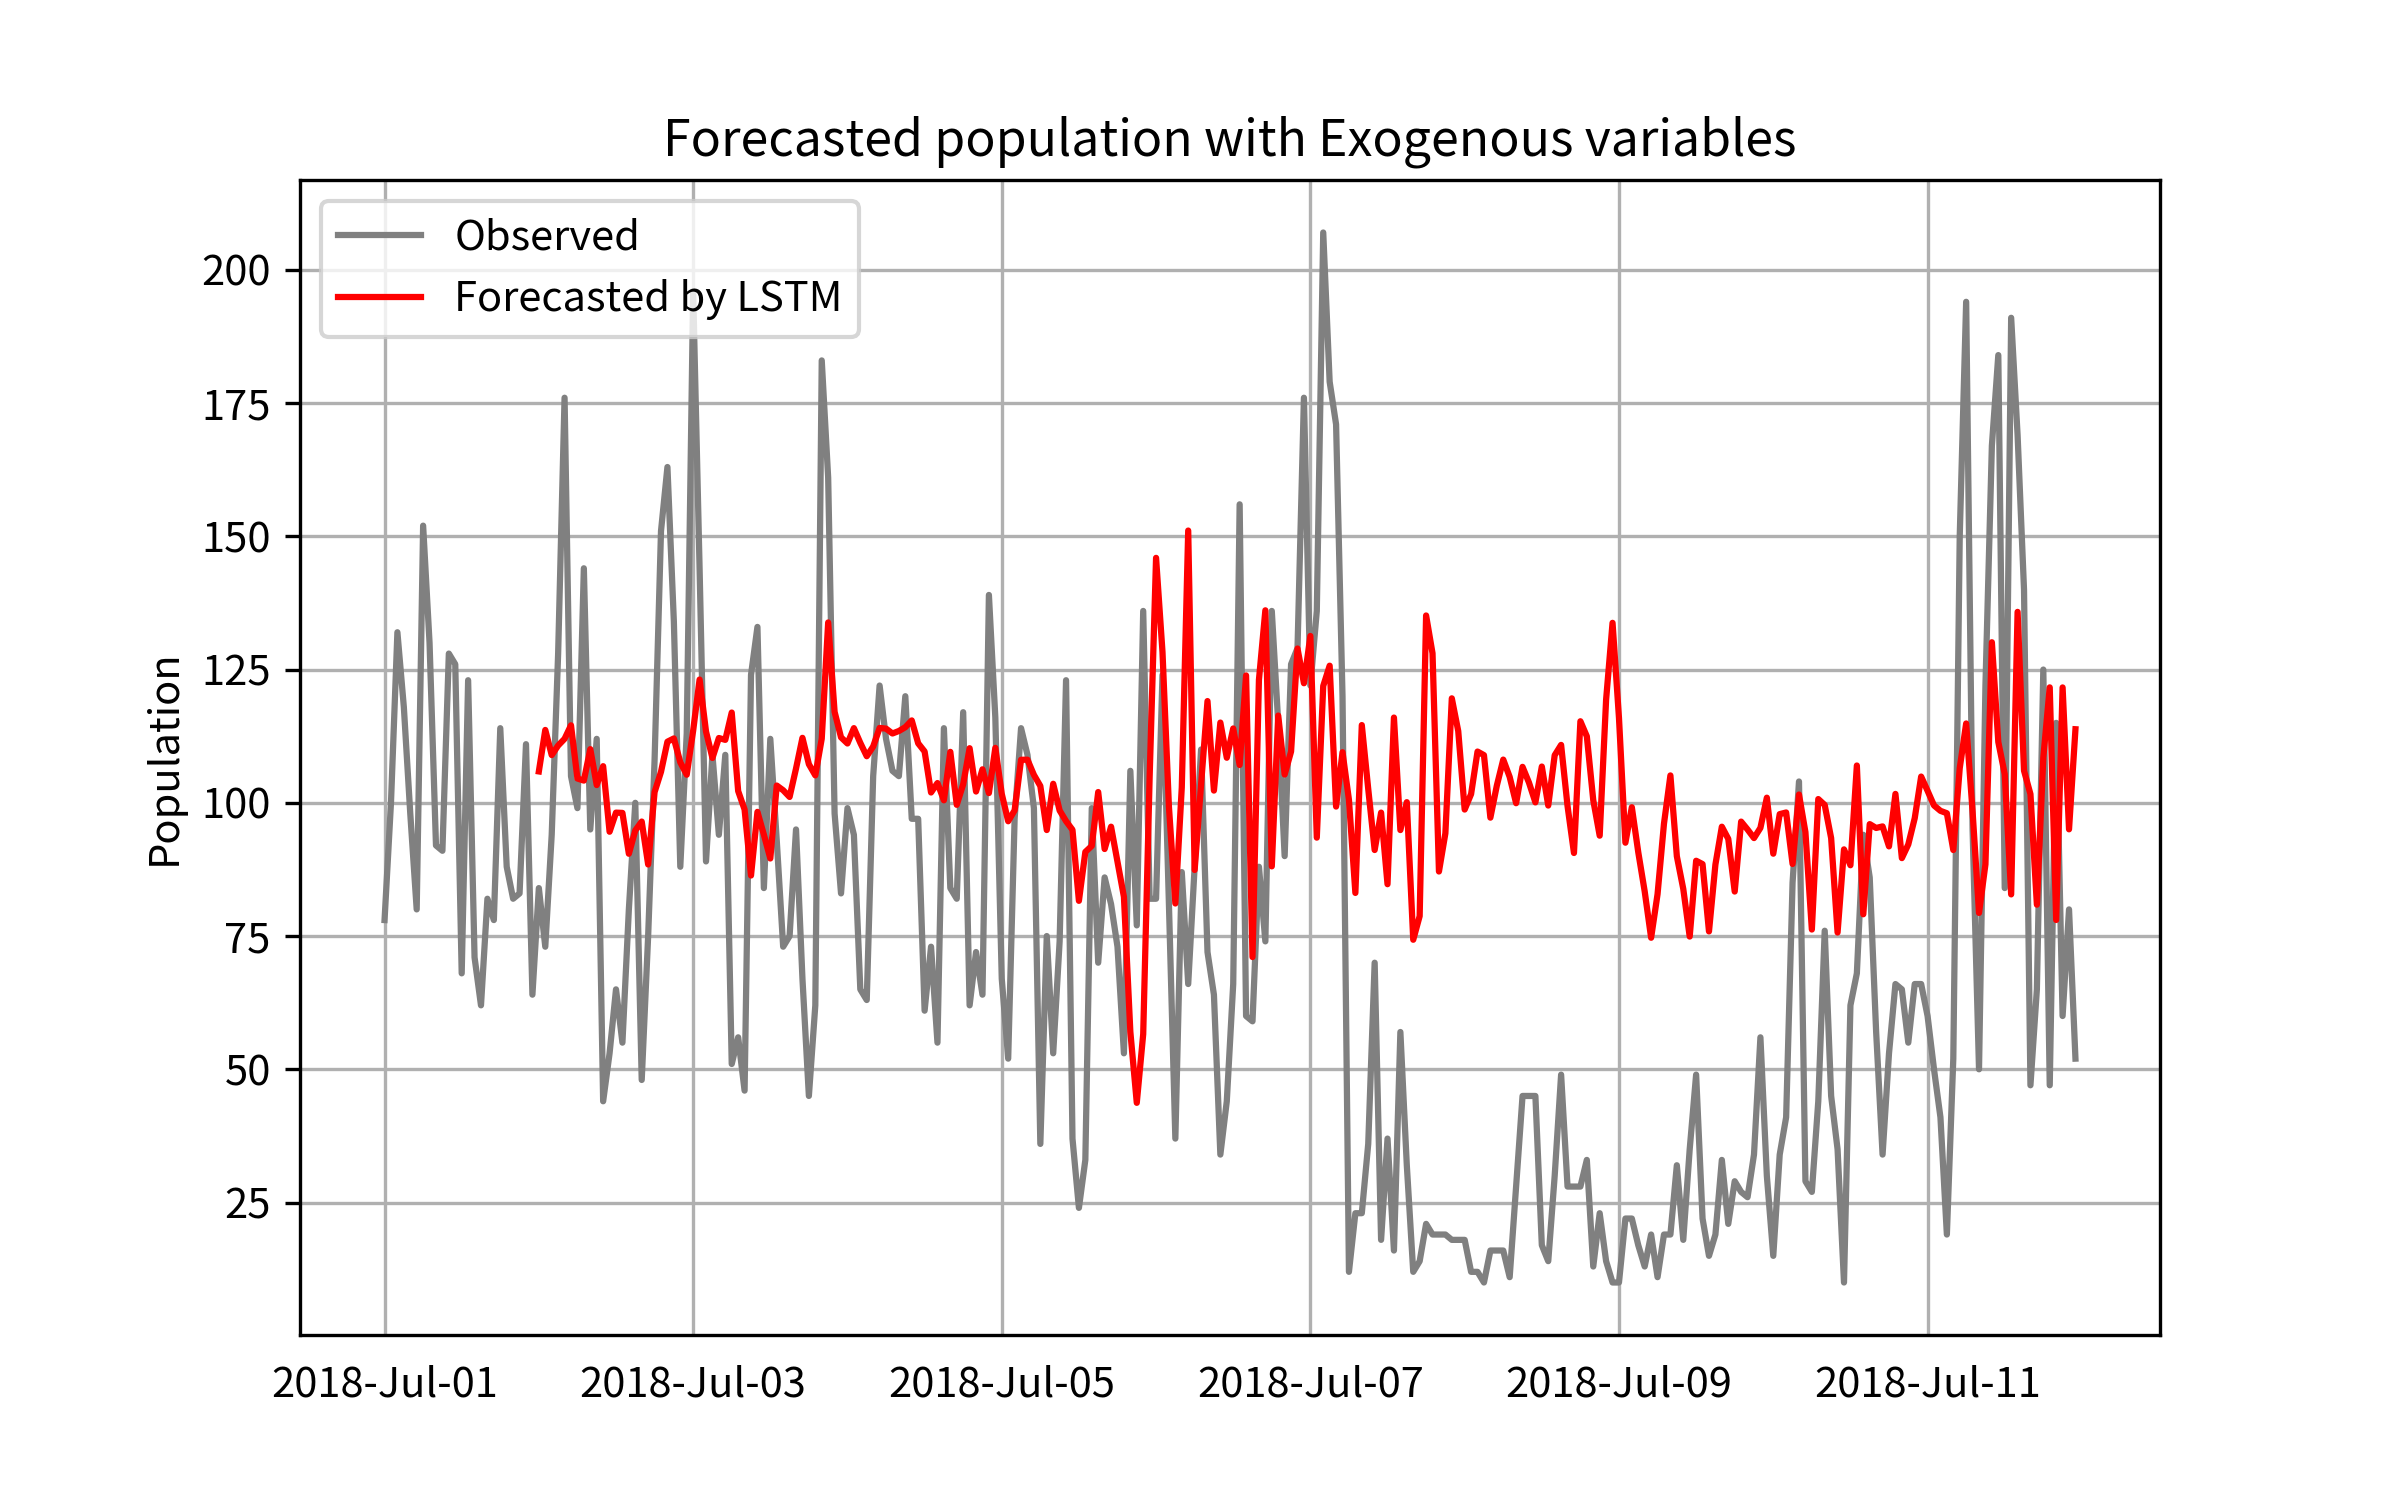 Forecasted population with Exogenous variables
Observed
Forecasted by LSTM
Population
200
175
150
125
100
75
50
25
2018-Jul-01
2018-Jul-03
2018-Jul-05
2018-Jul-07
2018-Jul-09
2018-Jul-11